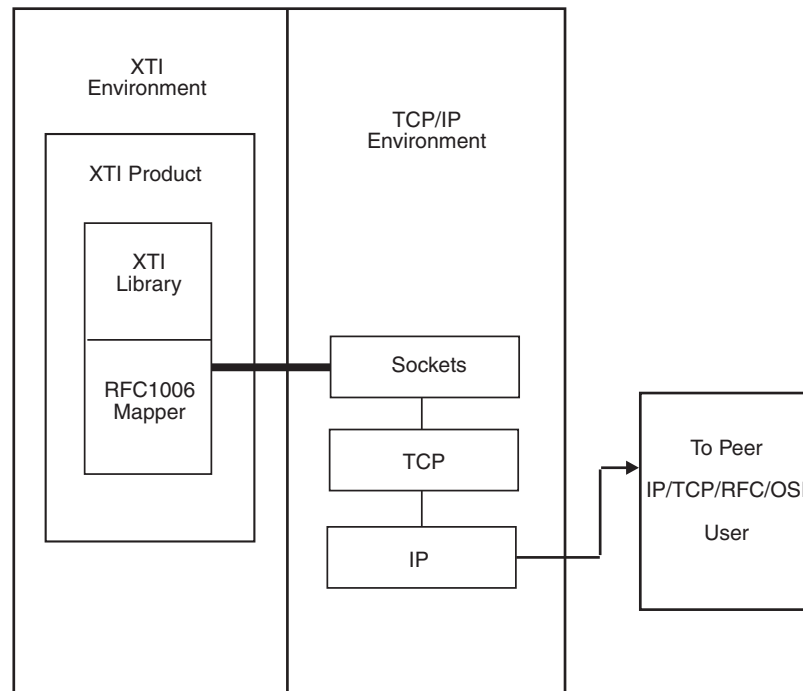 XTI
Environment
XTI Product
XTI
Library
RFC1006
Mapper
TCP/IP
Environment
Sockets
TCP
IP
To Peer
IP/TCP/RFC/OSI
User